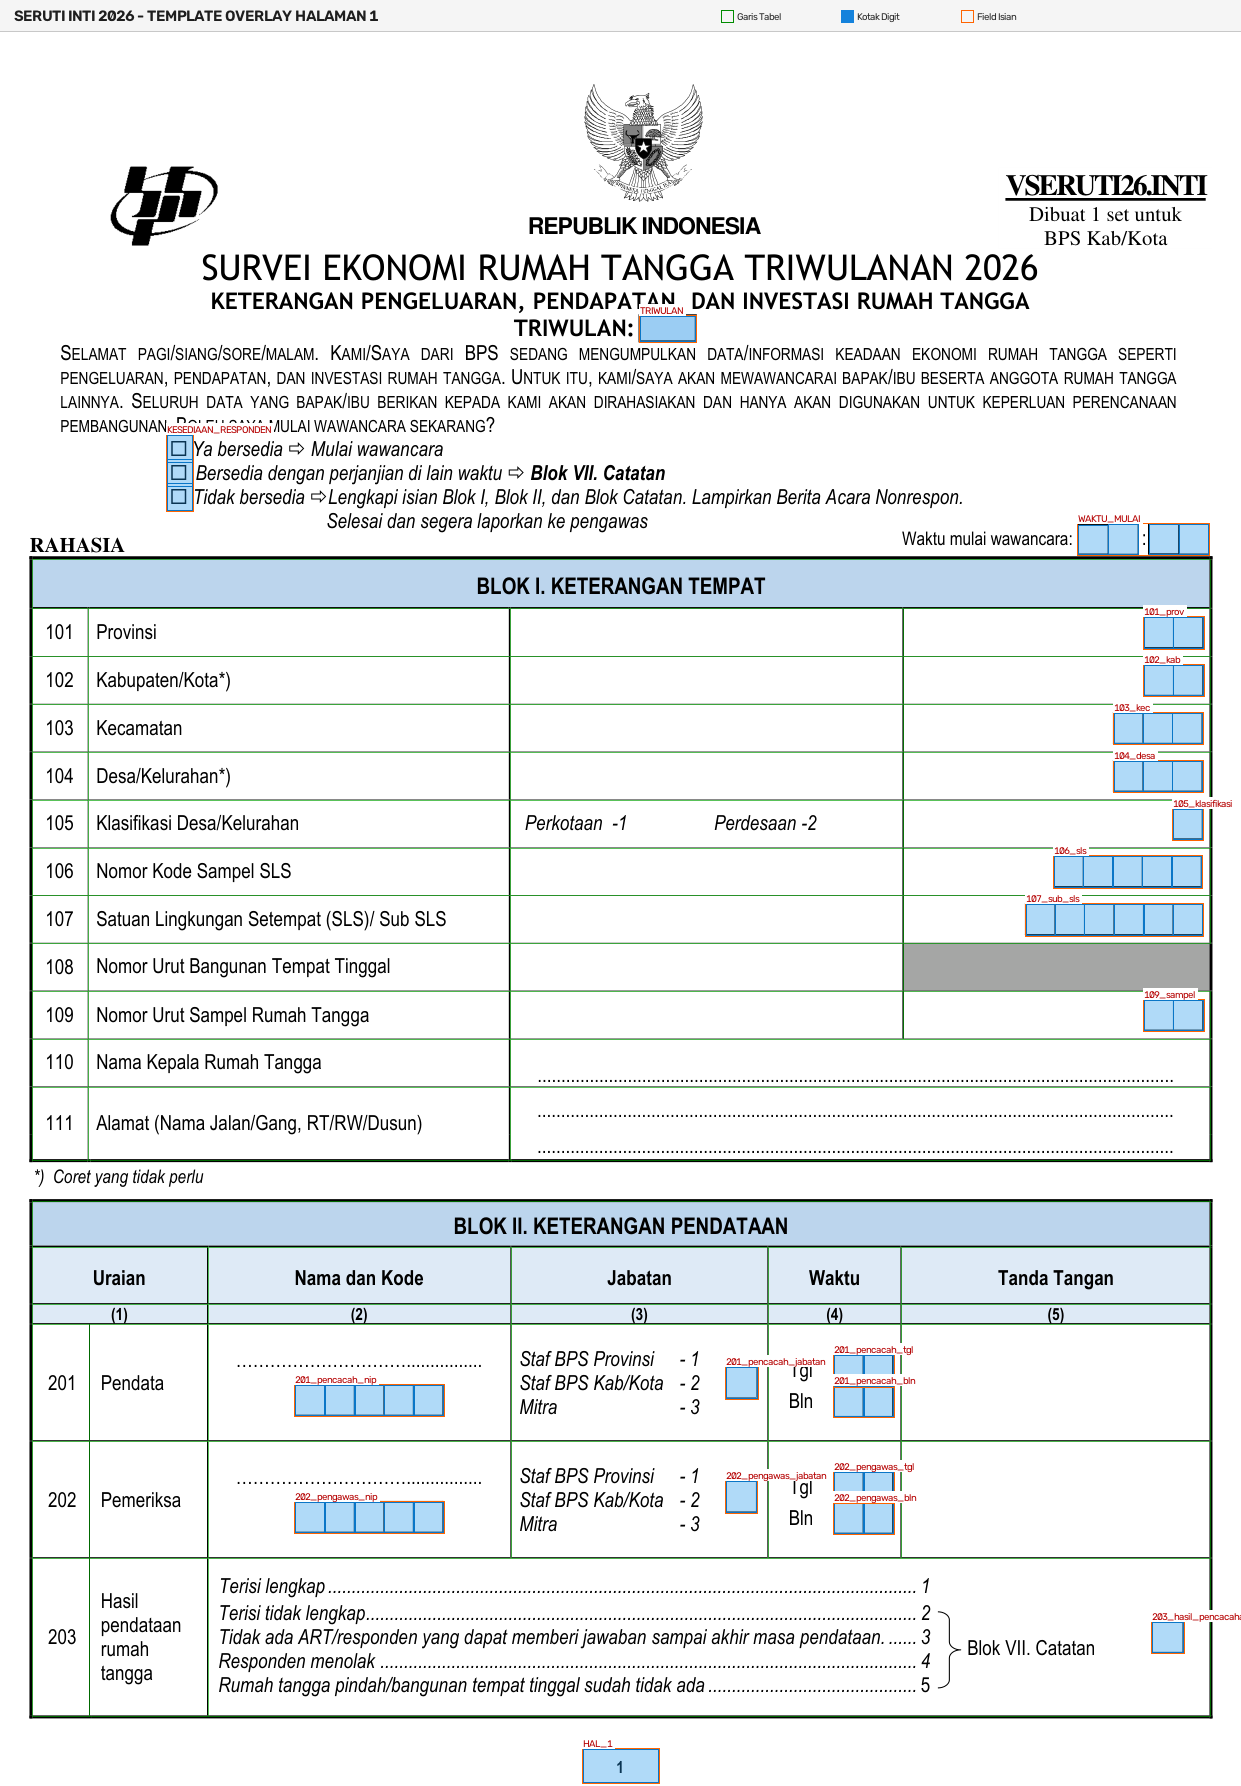 SERUTI INTI 2026 - TEMPLATE OVERLAY HALAMAN 1
Garis Tabel
Kotak Digit
Field Isian
REPUBLIK INDONESIA
VSERUTI26.INTI
Dibuat 1 set untuk
BPS Kab/Kota
SURVEI EKONOMI RUMAH TANGGA TRIWULANAN 2026
KETERANGAN PENGELUARAN, PENDAPATAN, DAN INVESTASI RUMAH TANGGA
TRIWULAN
TRIWULAN:
SELAMAT PAGI/SIANG/SORE/MALAM. KAMI/SAYA DARI BPS SEDANG MENGUMPULKAN DATA/INFORMASI KEADAAN EKONOMI RUMAH TANGGA SEPERTI
PENGELUARAN, PENDAPATAN, DAN INVESTASI RUMAH TANGGA. UNTUK ITU, KAMI/SAYA AKAN MEWAWANCARAI BAPAK/IBU BESERTA ANGGOTA RUMAH TANGGA
LAINNYA. SELURUH DATA YANG BAPAK/IBU BERIKAN KEPADA KAMI AKAN DIRAHASIAKAN DAN HANYA AKAN DIGUNAKAN UNTUK KEPERLUAN PERENCANAAN
PEMBANGUNAN. BOLEH SAYA MULAI WAWANCARA SEKARANG?
KESEDIAAN_RESPONDEN
☐ Ya bersedia ⇨ Mulai wawancara
☐ Bersedia dengan perjanjian di lain waktu ⇨ Blok VII. Catatan
☐ Tidak bersedia ⇨Lengkapi isian Blok I, Blok II, dan Blok Catatan. Lampirkan Berita Acara Nonrespon.
Selesai dan segera laporkan ke pengawas
WAKTU_MULAI
RAHASIA
Waktu mulai wawancara: :
BLOK I. KETERANGAN TEMPAT
101 Provinsi 101_prov
102 Kabupaten/Kota*) 102_kab
103 Kecamatan 103_kec
104 Desa/Kelurahan*) 104_desa
105 Klasifikasi Desa/Kelurahan Perkotaan -1 Perdesaan -2 105_klasifikasi
106 Nomor Kode Sampel SLS 106_sls
107 Satuan Lingkungan Setempat (SLS)/ Sub SLS 107_sub_sls
108 Nomor Urut Bangunan Tempat Tinggal
109 Nomor Urut Sampel Rumah Tangga 109_sampel
110 Nama Kepala Rumah Tangga
111 Alamat (Nama Jalan/Gang, RT/RW/Dusun)
*) Coret yang tidak perlu
BLOK II. KETERANGAN PENDATAAN
Uraian Nama dan Kode Jabatan Waktu Tanda Tangan
(1) (2) (3) (4) (5)
201 Pendata
201_pencacah_nip
Staf BPS Provinsi - 1
Staf BPS Kab/Kota - 2
Mitra - 3
201_pencacah_jabatan
201_pencacah_tgl
Tgl
201_pencacah_bln
Bln
202 Pemeriksa
202_pengawas_nip
Staf BPS Provinsi - 1
Staf BPS Kab/Kota - 2
Mitra - 3
202_pengawas_jabatan
202_pengawas_tgl
Tgl
202_pengawas_bln
Bln
203
Hasil
pendataan
rumah
tangga
Terisi lengkap ........ 1
Terisi tidak lengkap........ 2
Tidak ada ART/responden yang dapat memberi jawaban sampai akhir masa pendataan. ...... 3
Responden menolak ........ 4
Rumah tangga pindah/bangunan tempat tinggal sudah tidak ada ........ 5
Blok VII. Catatan
203_hasil_pencacaha
HAL_1
1